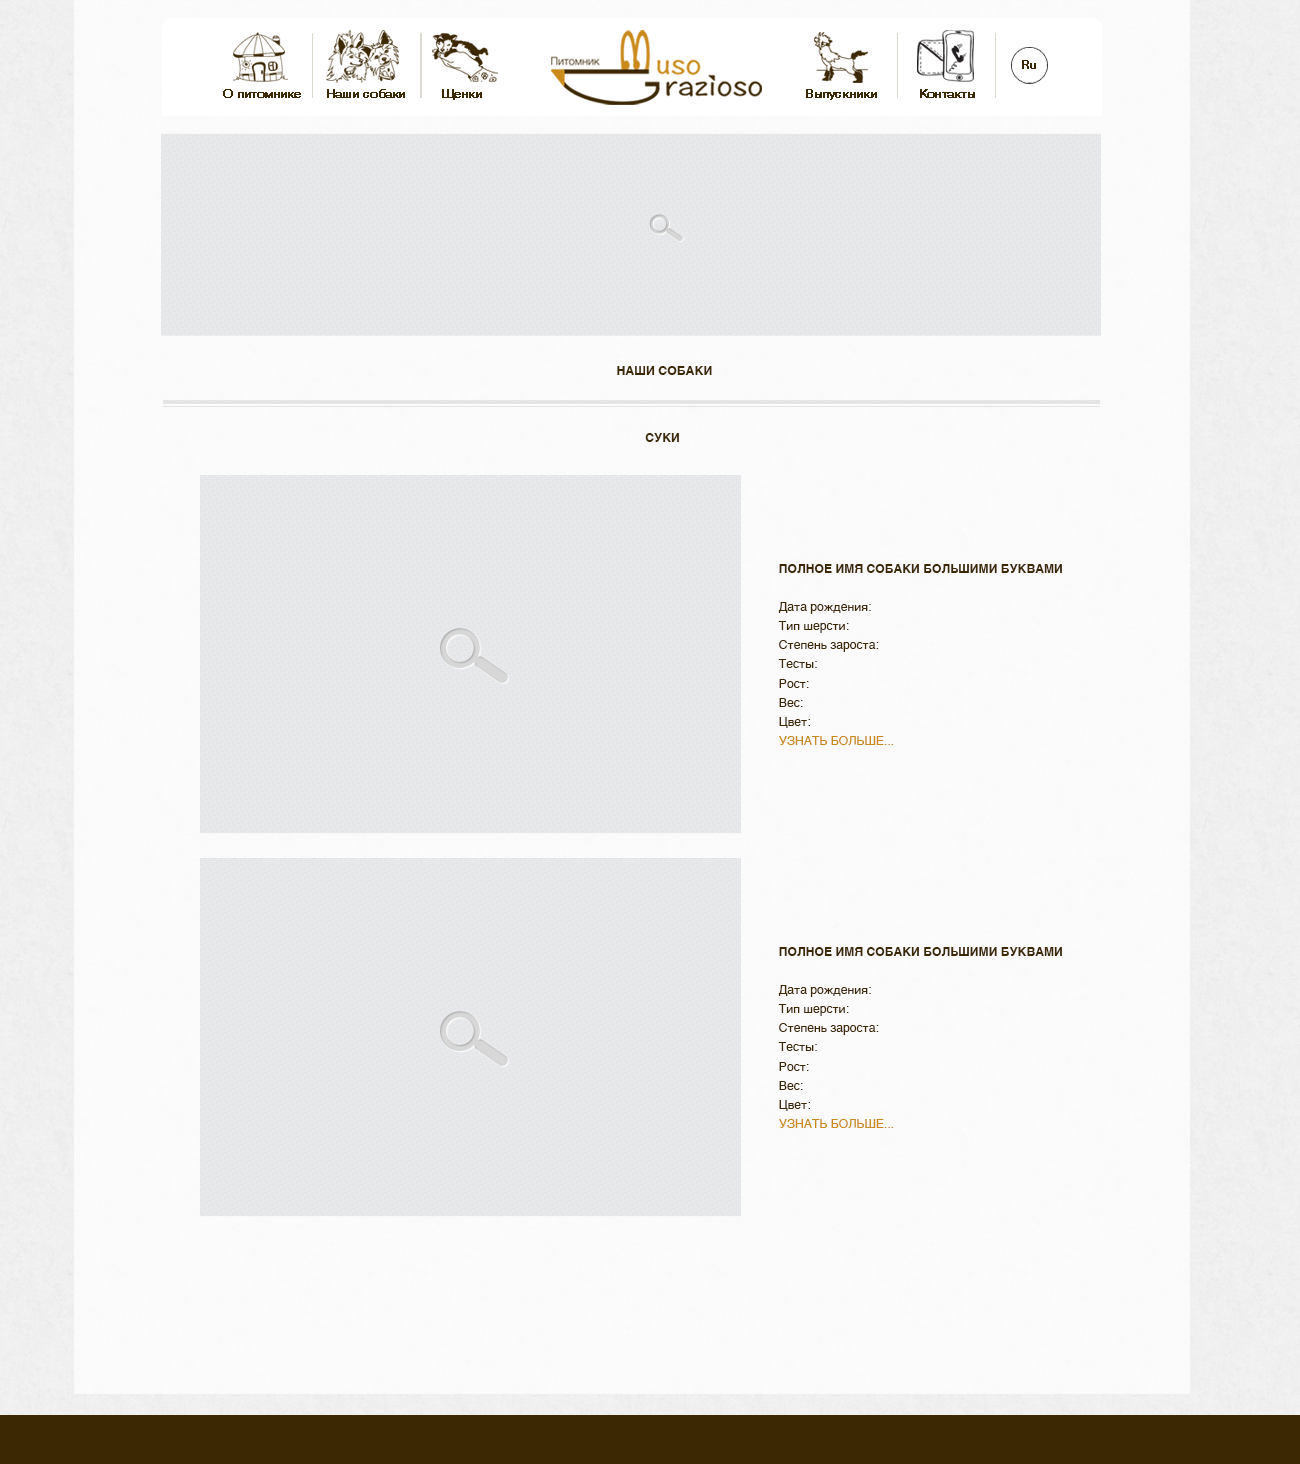 О питомнике
Наши собаки
Щенки
Питомник
Muso
Grazioso
Выпускники
Контакты
Ru
НАШИ СОБАКИ
СУКИ
ПОЛНОЕ ИМЯ СОБАКИ БОЛЬШИМИ БУКВАМИ
Дата рождения:
Тип шерсти:
Степень зароста:
Тесты:
Рост:
Вес:
Цвет:
УЗНАТЬ БОЛЬШЕ...
ПОЛНОЕ ИМЯ СОБАКИ БОЛЬШИМИ БУКВАМИ
Дата рождения:
Тип шерсти:
Степень зароста:
Тесты:
Рост:
Вес:
Цвет:
УЗНАТЬ БОЛЬШЕ...